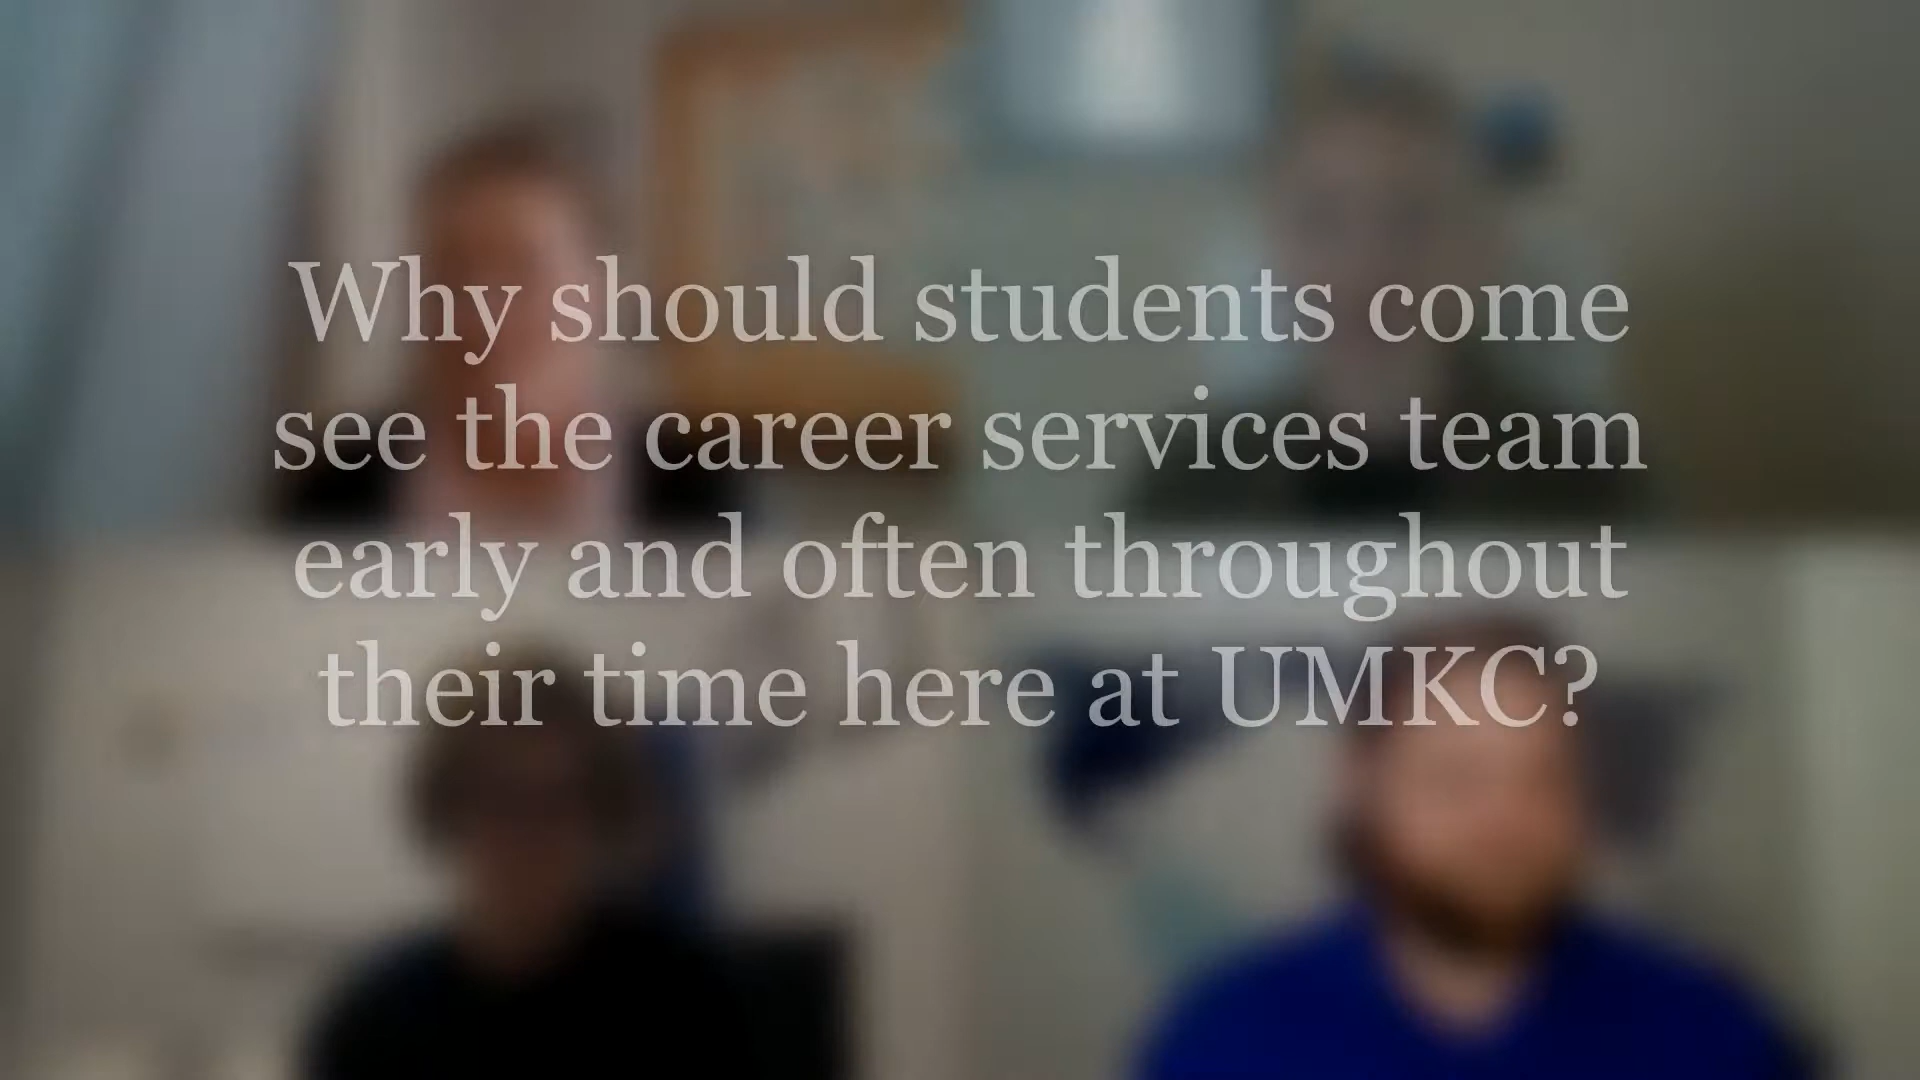 Why should students come
see the career services team
early and often throughout
their time here at UMKC?